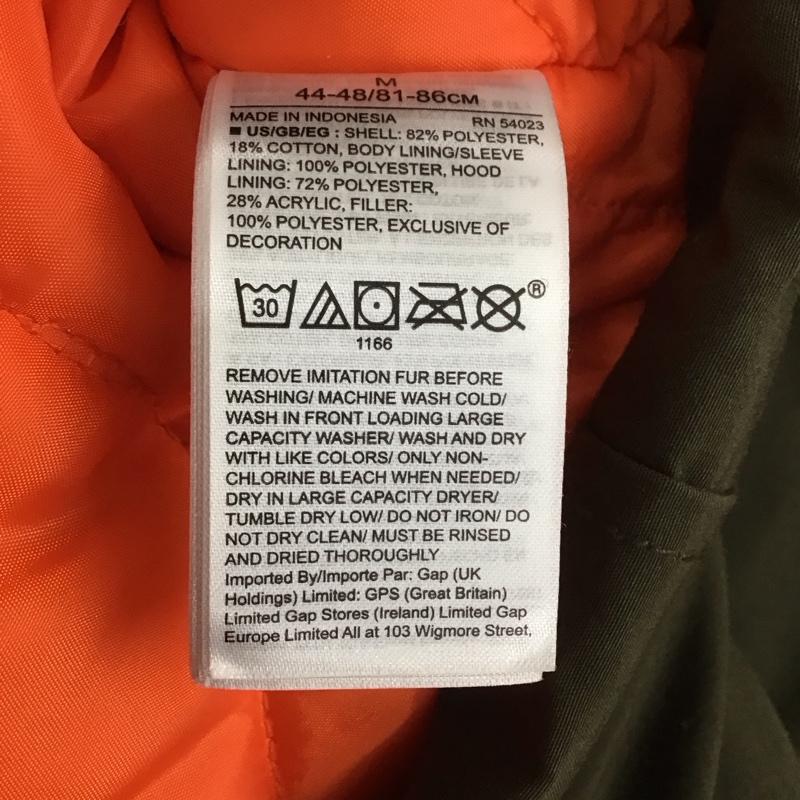 M
44-48/81-86CM
MADE IN INDONESIA RN 54023
■ US/GB/EG : SHELL: 82% POLYESTER,
18% COTTON, BODY LINING/SLEEVE
LINING: 100% POLYESTER, HOOD
LINING: 72% POLYESTER,
28% ACRYLIC, FILLER:
100% POLYESTER, EXCLUSIVE OF
DECORATION
30 ®
1166
REMOVE IMITATION FUR BEFORE
WASHING/ MACHINE WASH COLD/
WASH IN FRONT LOADING LARGE
CAPACITY WASHER/ WASH AND DRY
WITH LIKE COLORS/ ONLY NON-
CHLORINE BLEACH WHEN NEEDED/
DRY IN LARGE CAPACITY DRYER/
TUMBLE DRY LOW/ DO NOT IRON/ DO
NOT DRY CLEAN/ MUST BE RINSED
AND DRIED THOROUGHLY
Imported By/Importe Par: Gap (UK
Holdings) Limited: GPS (Great Britain)
Limited Gap Stores (Ireland) Limited Gap
Europe Limited All at 103 Wigmore Street,